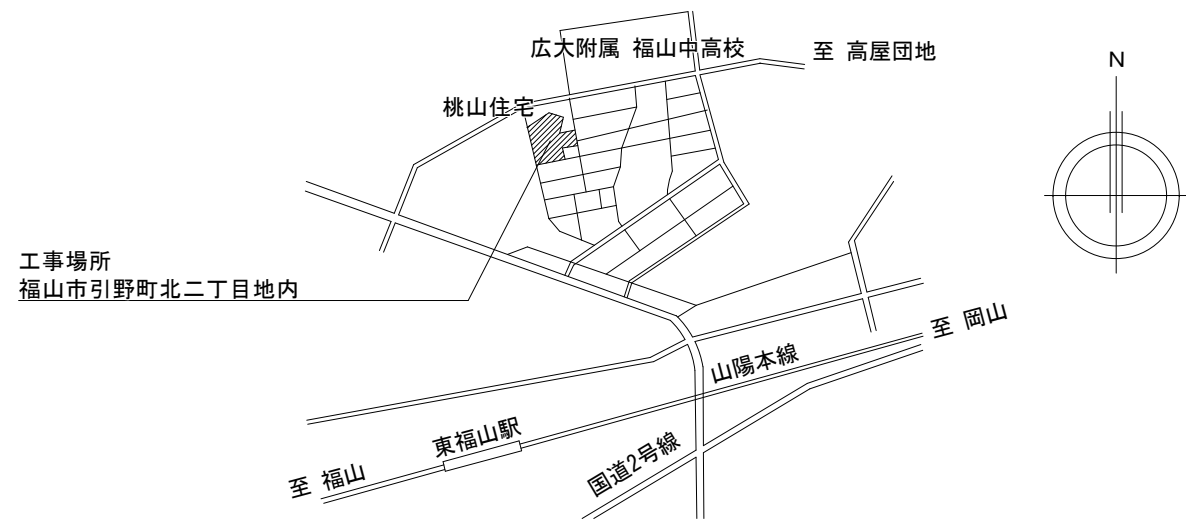 広大附属 福山中高校
至 高屋団地
N
桃山住宅
工事場所
福山市引野町北二丁目地内
至 岡山
山陽本線
東福山駅
国道2号線
至 福山